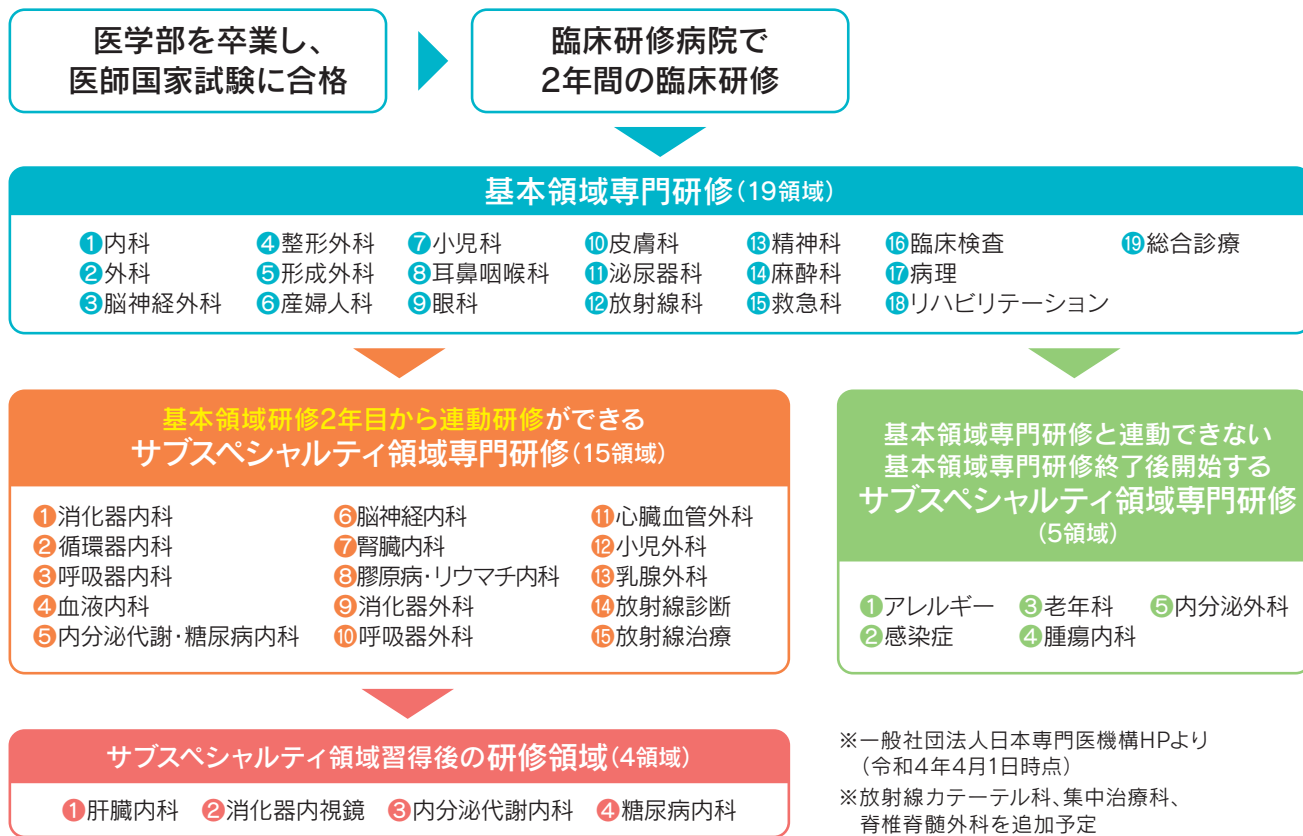 医学部を卒業し、
医師国家試験に合格
臨床研修病院で
2年間の臨床研修
基本領域専門研修(19領域)
❶内科
❷外科
❸脳神経外科
❹整形外科
❺形成外科
❻産婦人科
❼小児科
❽耳鼻咽喉科
❾眼科
❿皮膚科
⓫泌尿器科
⓬放射線科
⓭精神科
⓮麻酔科
⓯救急科
⓰臨床検査
⓱病理
⓲リハビリテーション
⓳総合診療
基本領域研修2年目から連動研修ができる
サブスペシャルティ領域専門研修(15領域)
❶消化器内科
❷循環器内科
❸呼吸器内科
❹血液内科
❺内分泌代謝・糖尿病内科
❻脳神経内科
❼腎臓内科
❽膠原病・リウマチ内科
❾消化器外科
❿呼吸器外科
⓫心臓血管外科
⓬小児外科
⓭乳腺外科
⓮放射線診断
⓯放射線治療
基本領域専門研修と連動できない
基本領域専門研修終了後開始する
サブスペシャルティ領域専門研修
(5領域)
❶アレルギー
❷感染症
❸老年科
❹腫瘍内科
❺内分泌外科
サブスペシャルティ領域習得後の研修領域(4領域)
❶肝臓内科 ❷消化器内視鏡 ❸内分泌代謝内科 ❹糖尿病内科
※一般社団法人日本専門医機構HPより
(令和4年4月1日時点)
※放射線カテーテル科、集中治療科、
脊椎脊髄外科を追加予定